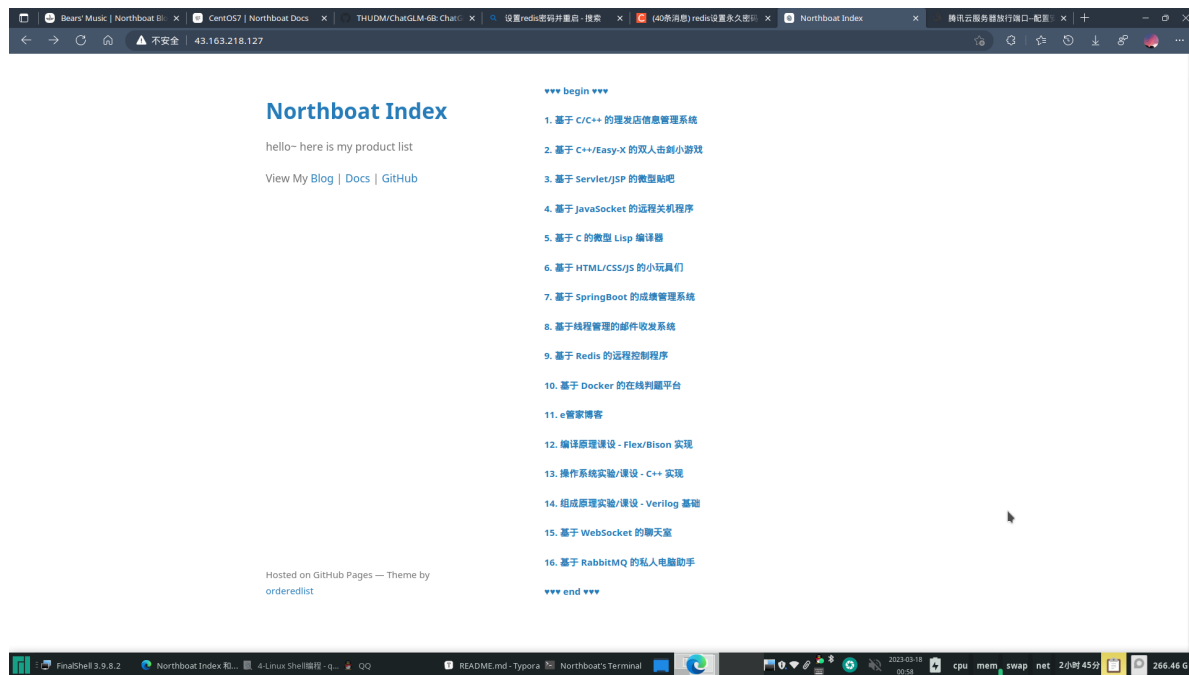 Bears' Music | Northboat Bl
CentOS7 | Northboat Docs
THUDM/ChatGLM-6B: ChatG
设置redis密码并重启 - 搜索
(40条消息) redis设置永久密码
Northboat Index
腾讯云服务器放行端口--配置
不安全
43.163.218.127
Northboat Index
hello~ here is my product list
View My Blog | Docs | GitHub
♥♥♥ begin ♥♥♥
1. 基于 C/C++ 的理发店信息管理系统
2. 基于 C++/Easy-X 的双人击剑小游戏
3. 基于 Servlet/JSP 的微型贴吧
4. 基于 JavaSocket 的远程关机程序
5. 基于 C 的微型 Lisp 编译器
6. 基于 HTML/CSS/JS 的小玩具们
7. 基于 SpringBoot 的成绩管理系统
8. 基于线程管理的邮件收发系统
9. 基于 Redis 的远程控制程序
10. 基于 Docker 的在线判题平台
11. e管家博客
12. 编译原理课设 - Flex/Bison 实现
13. 操作系统实验/课设 - C++ 实现
14. 组成原理实验/课设 - Verilog 基础
15. 基于 WebSocket 的聊天室
16. 基于 RabbitMQ 的私人电脑助手
♥♥♥ end ♥♥♥
Hosted on GitHub Pages — Theme by
orderedlist
FinalShell 3.9.8.2
Northboat Index 和...
4-Linux Shell编程 - q...
QQ
README.md - Typora
Northboat's Terminal
2023-03-18
00:58
cpu
mem
swap
net
2小时 45分
266.46 G